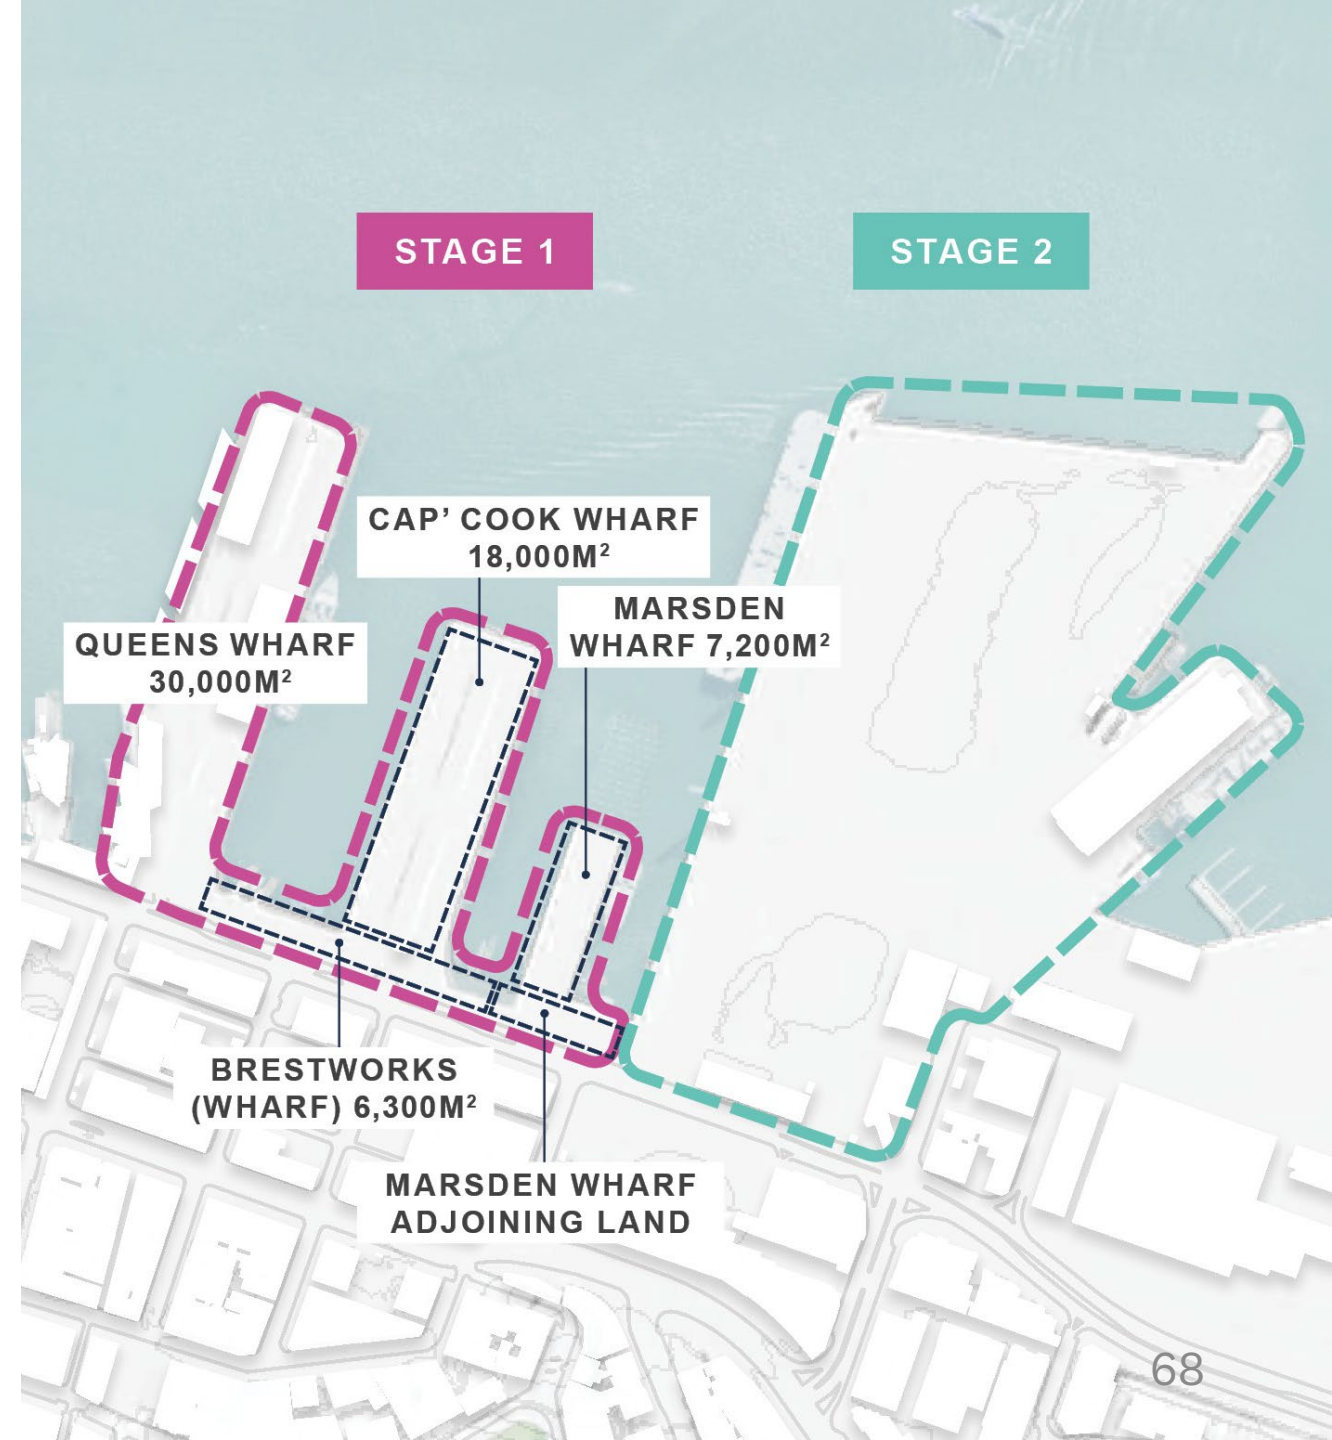 STAGE 1
STAGE 2
CAP’ COOK WHARF
18,000M²
MARSDEN
WHARF 7,200M²
QUEENS WHARF
30,000M²
BRESTWORKS
(WHARF) 6,300M²
MARSDEN WHARF
ADJOINING LAND
68